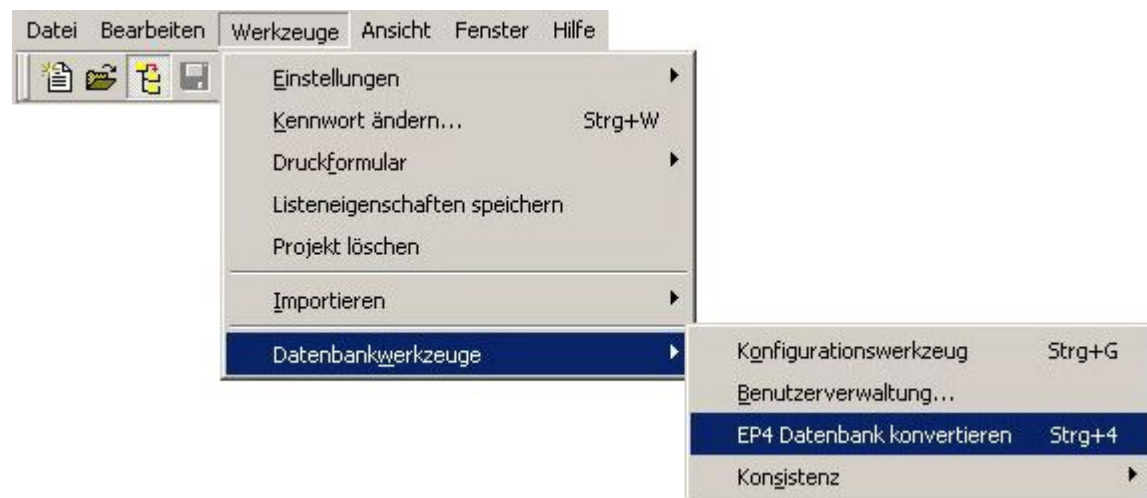 Datei Bearbeiten Werkzeuge Ansicht Fenster Hilfe
Einstellungen
Kennwort ändern... Strg+W
Druckformular
Listeneigenschaften speichern
Projekt löschen
Importieren
Datenbankwerkzeuge
Konfigurationswerkzeug Strg+G
Benutzerverwaltung...
EP4 Datenbank konvertieren Strg+4
Konsistenz